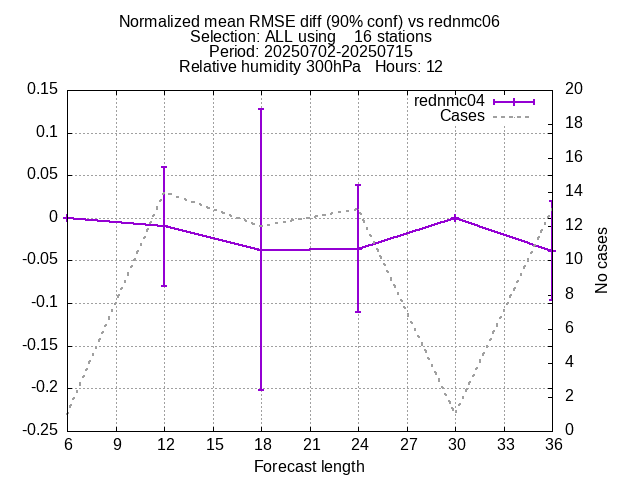 Normalized mean RMSE diff (90% conf) vs rednmc06
Selection: ALL using    16 stations
Period: 20250702-20250715
Relative humidity 300hPa   Hours: 12
rednmc04
Cases
0.15
0.1
0.05
0
-0.05
-0.1
-0.15
-0.2
-0.25
20
18
16
14
12
10
8
6
4
2
0
No cases
6 9 12 15 18 21 24 27 30 33 36
Forecast length